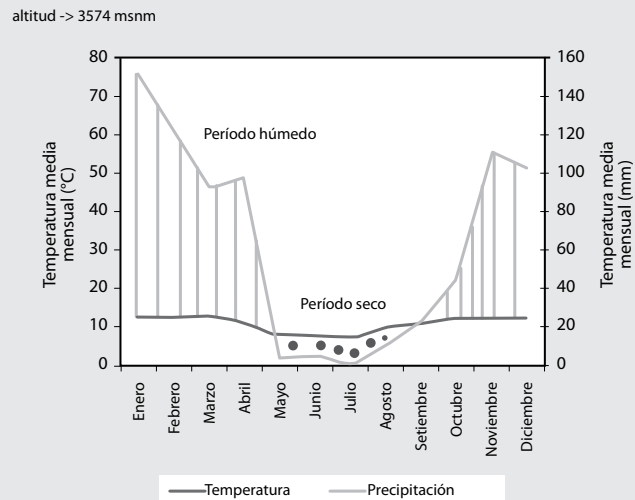 altitud -> 3574 msnm
80
70
60
50
40
30
20
10
0
Temperatura media
mensual (°C)
Período húmedo
Período seco
160
140
120
100
80
60
40
20
0
Temperatura media
mensual (mm)
Enero
Febrero
Marzo
Abril
Mayo
Junio
Julio
Agosto
Setiembre
Octubre
Noviembre
Diciembre
Temperatura
Precipitación